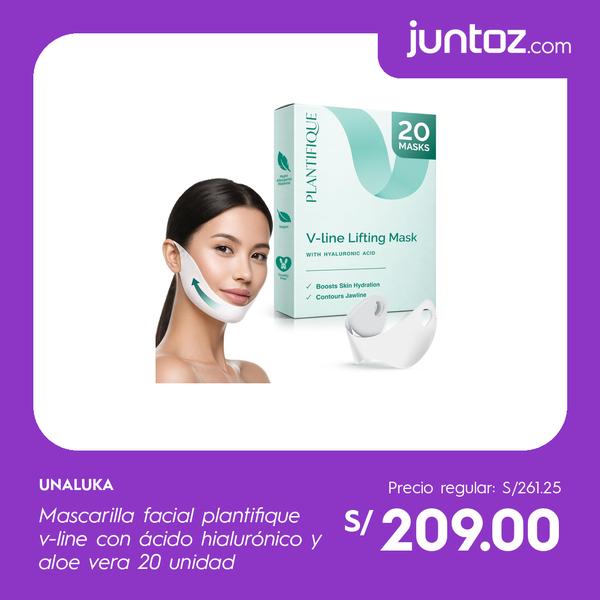 juntoz.com
PLANTIFIQUE
20
MASKS
Vegan
V-line Lifting Mask
WITH HYALURONIC ACID
✓ Boosts Skin Hydration
✓ Contours Jawline
UNALUKA
Mascarilla facial plantifique
v-line con ácido hialurónico y
aloe vera 20 unidad
Precio regular: S/261.25
S/ 209.00